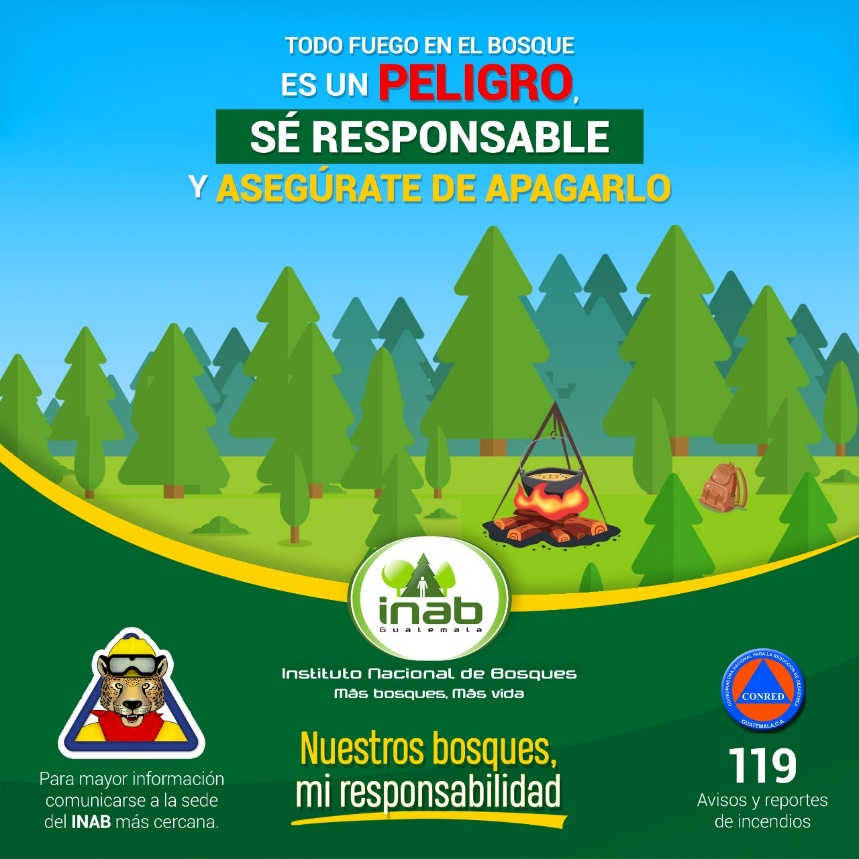 TODO FUEGO EN EL BOSQUE
ES UN PELIGRO,
SÉ RESPONSABLE
Y ASEGÚRATE DE APAGARLO
inab
Guatemala
Instituto Nacional de Bosques
Más bosques, Más vida
Nuestros bosques,
mi responsabilidad
Para mayor información
comunicarse a la sede
del INAB más cercana.
CONRED
GUATEMALA, C.A.
119
Avisos y reportes
de incendios